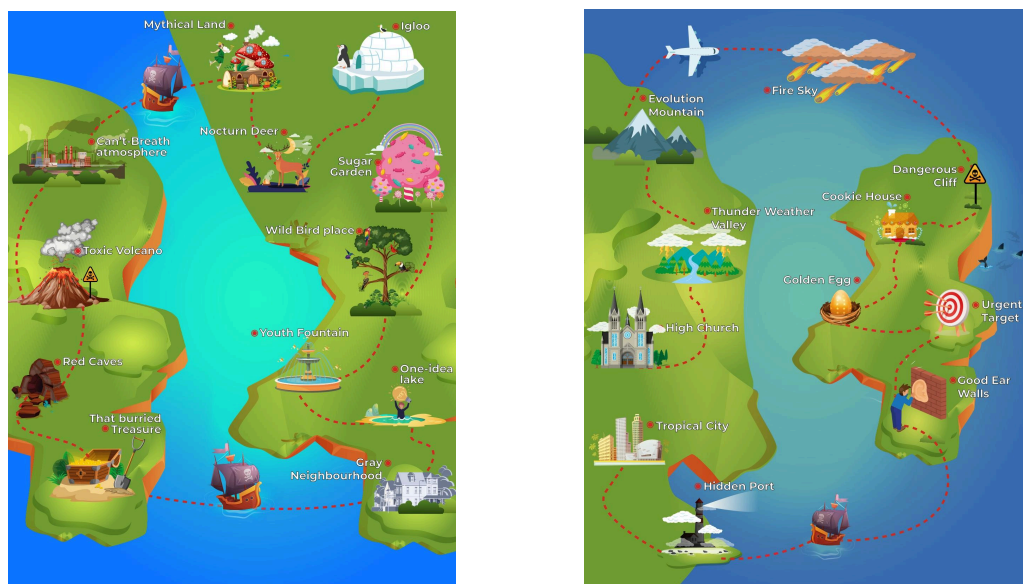 Mythical Land
Igloo
Can't Breath
atmosphere
Nocturn Deer
Sugar
Garden
Wild Bird place
Toxic Volcano
Youth Fountain
Red Caves
One-idea
lake
That burried
Treasure
Gray
Neighbourhood
Fire Sky
Evolution
Mountain
Dangerous
Cliff
Cookie House
Thunder Weather
Valley
Golden Egg
Urgent
Target
High Church
Good Ear
Walls
Tropical City
Hidden Port